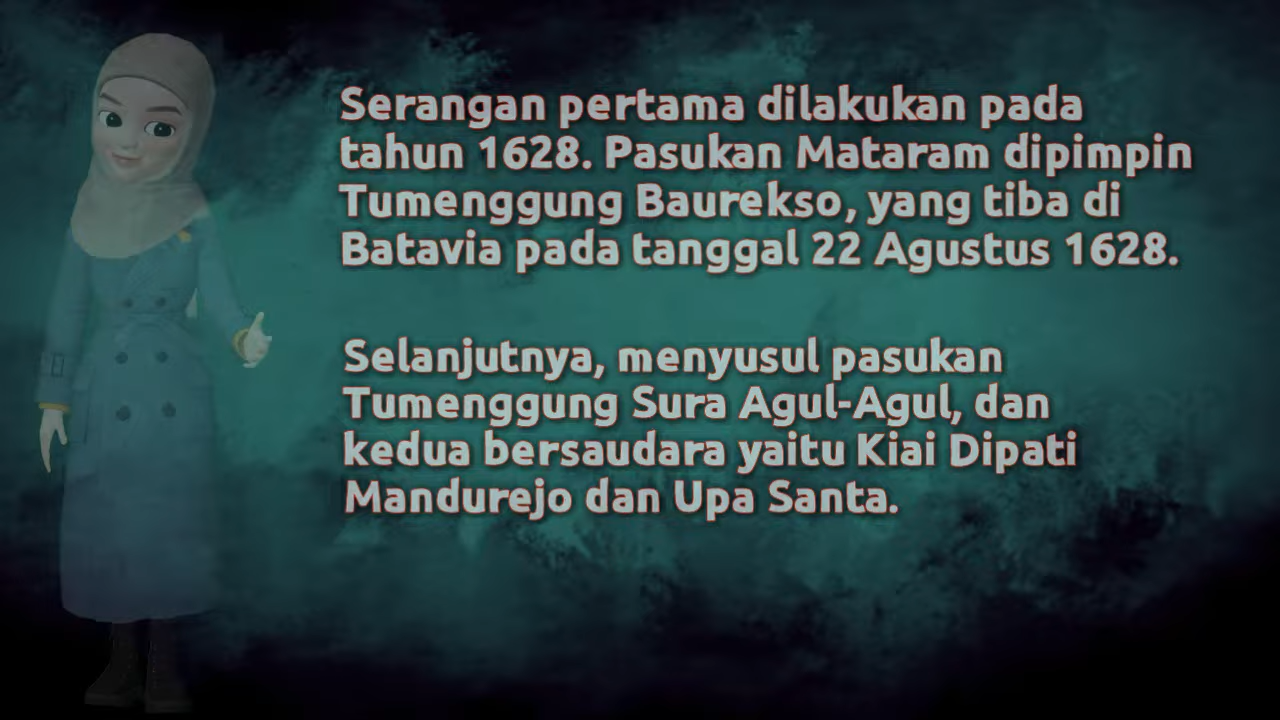 Serangan pertama dilakukan pada
tahun 1628. Pasukan Mataram dipimpin
Tumenggung Baurekso, yang tiba di
Batavia pada tanggal 22 Agustus 1628.
Selanjutnya, menyusul pasukan
Tumenggung Sura Agul-Agul, dan
kedua bersaudara yaitu Kiai Dipati
Mandurejo dan Upa Santa.